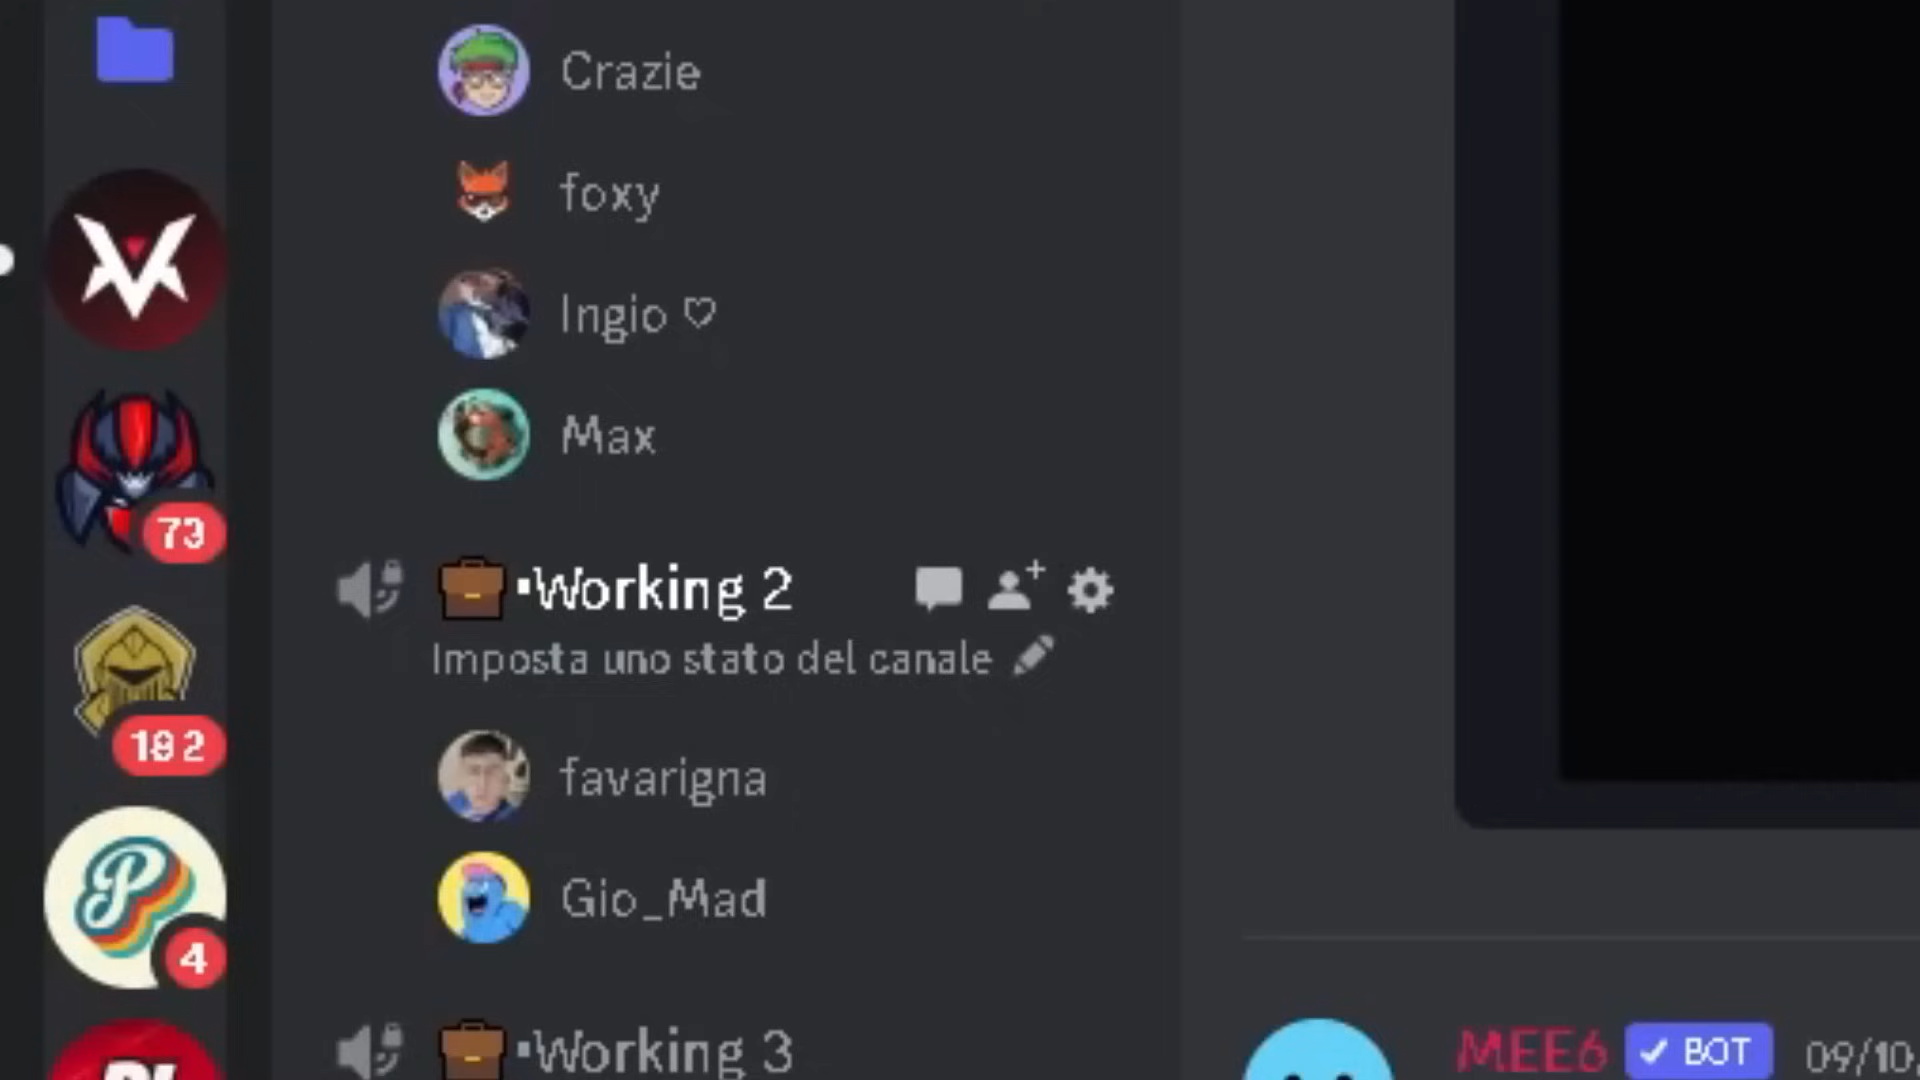 Crazie
foxy
Ingio ♡
Max
73
▪Working 2
Imposta uno stato del canale
182
favarigna
Gio_Mad
4
▪Working 3
MEE6 ✓ BOT 09/10